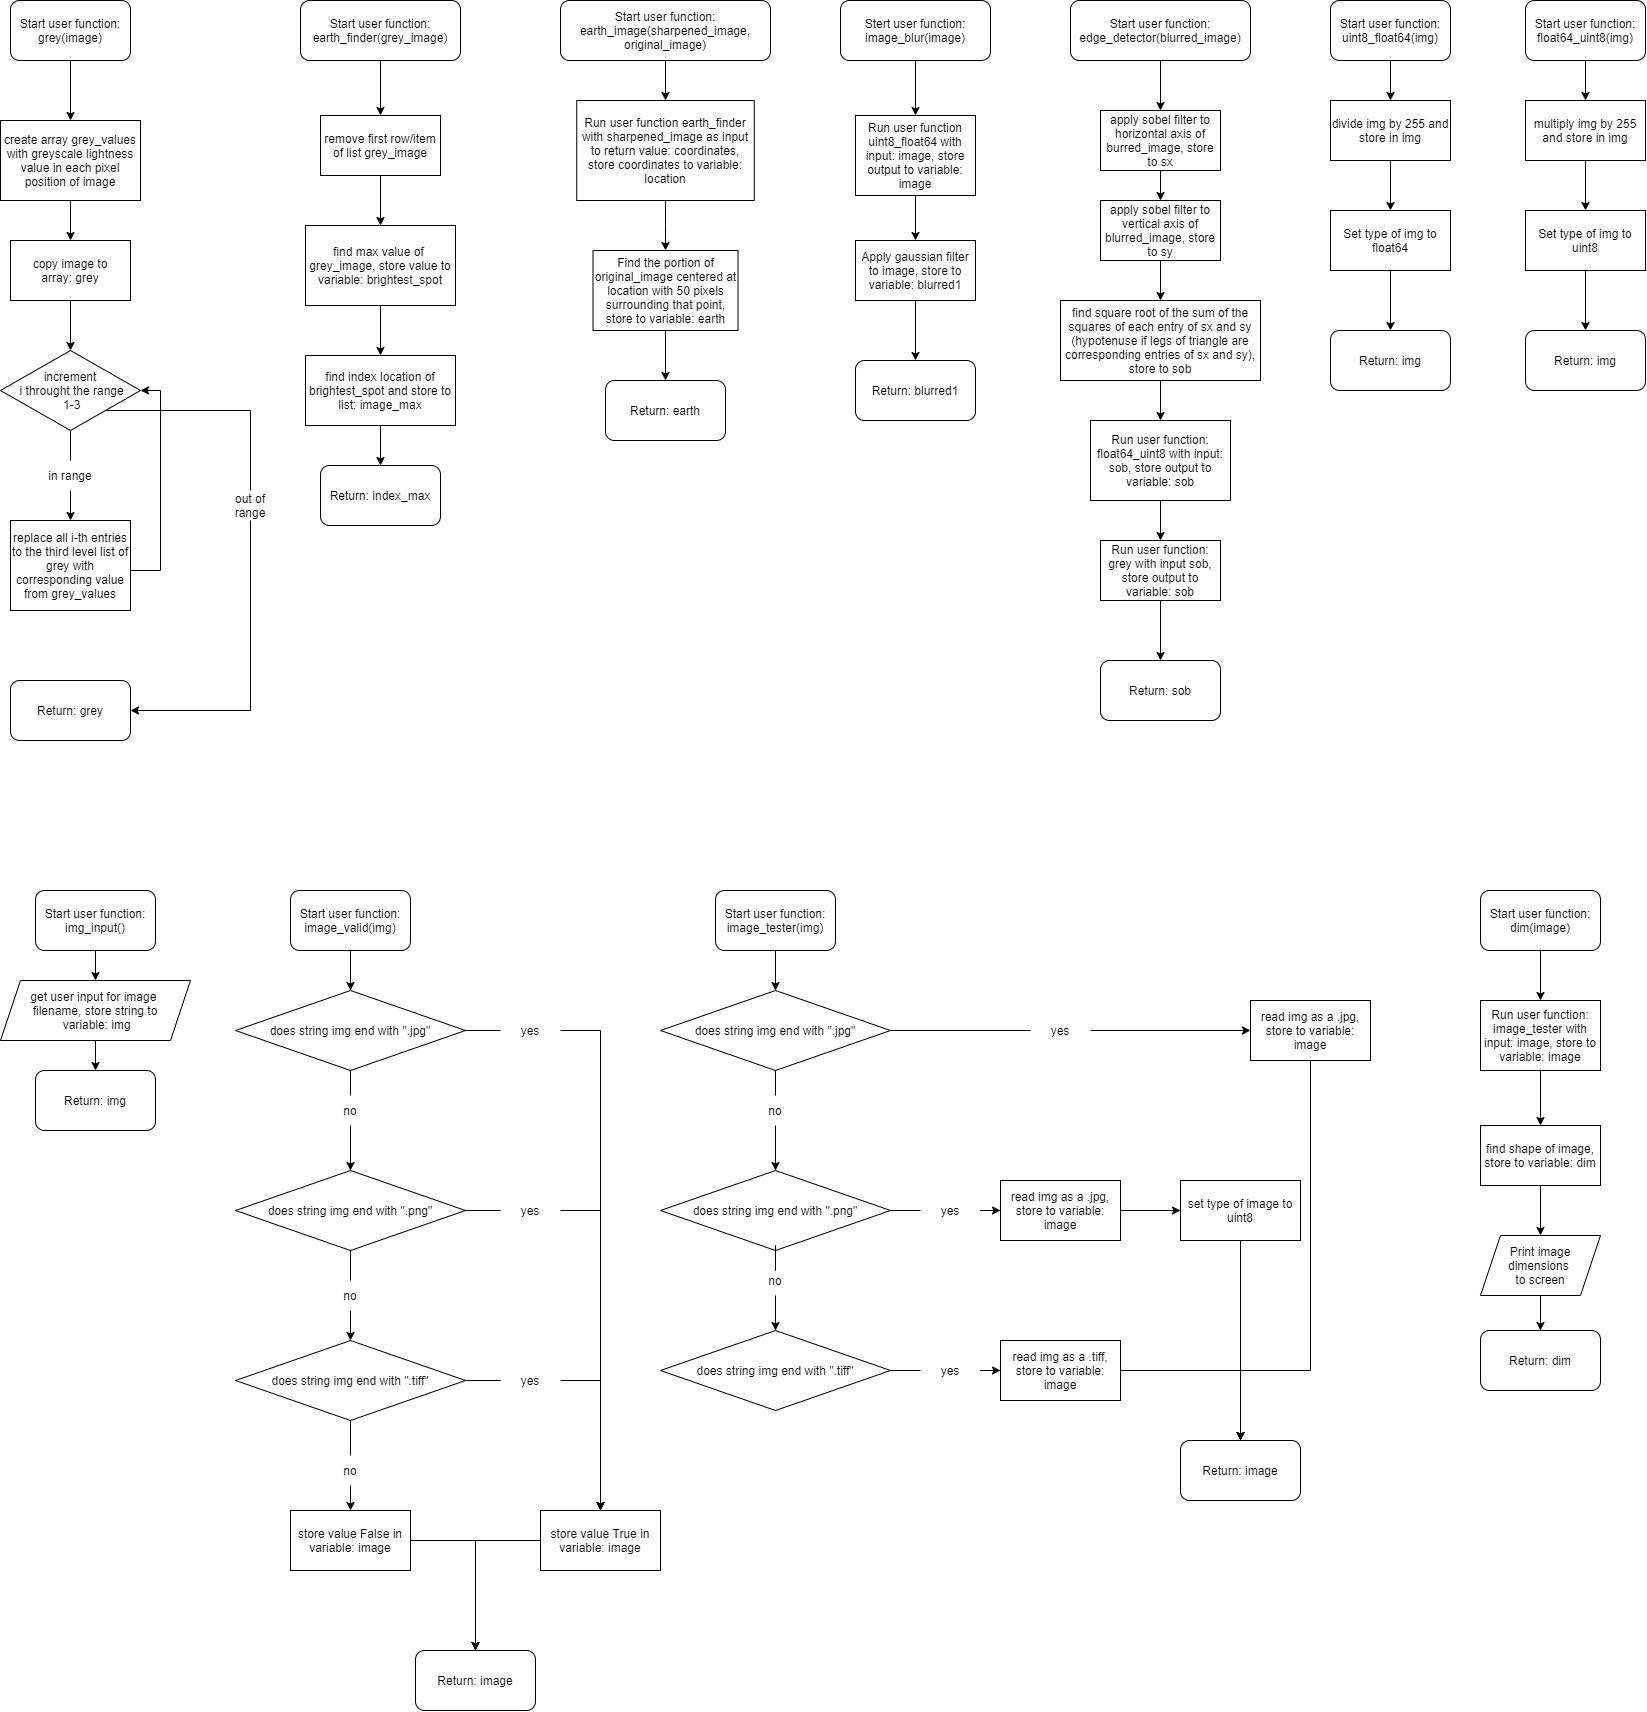 Start user function:
grey(image)
create array grey_values
with greyscale lightness
value in each pixel
position of image
copy image to
array: grey
increment
i throught the range
1-3
in range
out of
range
replace all i-th entries
to the third level list of
grey with
corresponding value
from grey_values
Return: grey
Start user function:
earth_finder(grey_image)
remove first row/item
of list grey_image
find max value of
grey_image, store value to
variable: brightest_spot
find index location of
brightest_spot and store to
list: image_max
Return: index_max
Start user function:
earth_image(sharpened_image,
original_image)
Run user function earth_finder
with sharpened_image as input
to return value: coordinates,
store coordinates to variable:
location
Find the portion of
original_image centered at
location with 50 pixels
surrounding that point,
store to variable: earth
Return: earth
Stert user function:
image_blur(image)
Run user function
uint8_float64 with
input: image, store
output to variable:
image
Apply gaussian filter
to image, store to
variable: blurred1
Return: blurred1
Start user function:
edge_detector(blurred_image)
apply sobel filter to
horizontal axis of
burred_image, store
to sx
apply sobel filter to
vertical axis of
blurred_image, store
to sy
find square root of the sum of the
squares of each entry of sx and sy
(hypotenuse if legs of triangle are
corresponding entries of sx and sy),
store to sob
Run user function:
float64_uint8 with input:
sob, store output to
variable: sob
Run user function:
grey with input sob,
store output to
variable: sob
Return: sob
Start user function:
uint8_float64(img)
divide img by 255 and
store in img
Set type of img to
float64
Return: img
Start user function:
float64_uint8(img)
multiply img by 255
and store in img
Set type of img to
uint8
Return: img
Start user function:
img_input()
get user input for image
filename, store string to
variable: img
Return: img
Start user function:
image_valid(img)
does string img end with ".jpg"
yes
no
does string img end with ".png"
yes
no
does string img end with ".tiff"
yes
no
store value False in
variable: image
store value True in
variable: image
Return: image
Start user function:
image_tester(img)
does string img end with ".jpg"
yes
read img as a .jpg,
store to variable:
image
no
does string img end with ".png"
yes
read img as a .jpg,
store to variable:
image
set type of image to
uint8
no
does string img end with ".tiff"
yes
read img as a .tiff,
store to variable:
image
Return: image
Start user function:
dim(image)
Run user function:
image_tester with
input: image, store to
variable: image
find shape of image,
store to variable: dim
Print image
dimensions
to screen
Return: dim